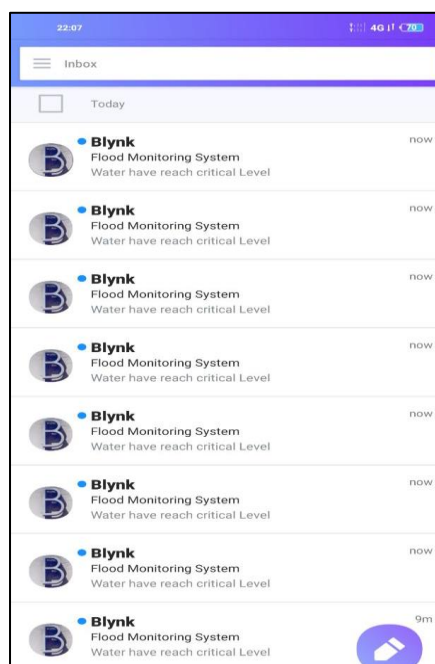 22:07 4G 70
Inbox
Today
Blynk now
Flood Monitoring System
Water have reach critical Level
Blynk now
Flood Monitoring System
Water have reach critical Level
Blynk now
Flood Monitoring System
Water have reach critical Level
Blynk now
Flood Monitoring System
Water have reach critical Level
Blynk now
Flood Monitoring System
Water have reach critical Level
Blynk now
Flood Monitoring System
Water have reach critical Level
Blynk now
Flood Monitoring System
Water have reach critical Level
Blynk 9m
Flood Monitoring System
Water have reach critical Level